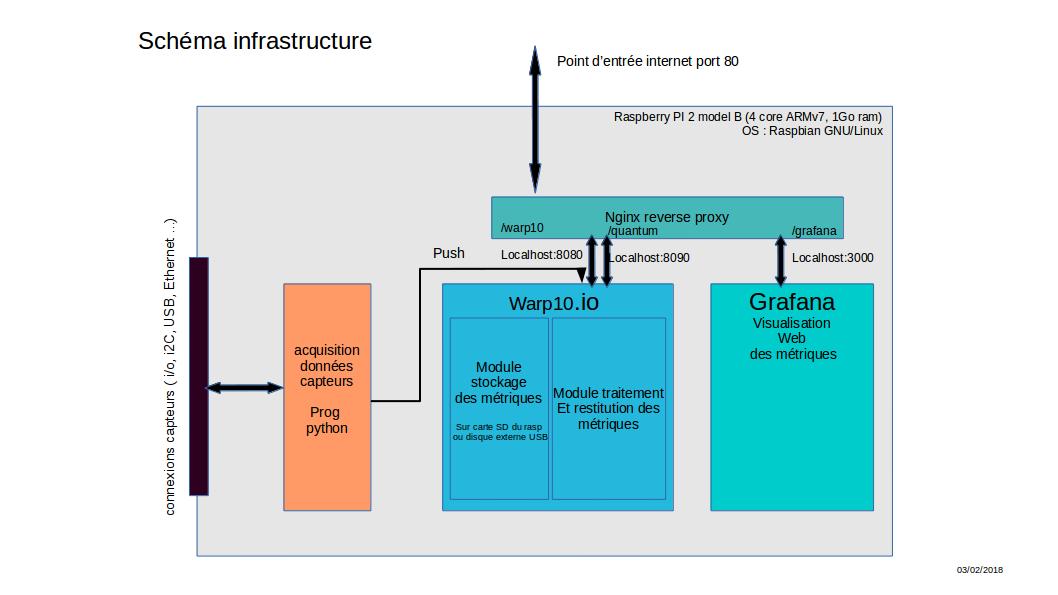 Schéma infrastructure
Point d'entrée internet port 80
Raspberry PI 2 model B (4 core ARMv7, 1Go ram)
OS : Raspbian GNU/Linux
Nginx reverse proxy
/warp10
/quantum
/grafana
Push
Localhost:8080
Localhost:8090
Localhost:3000
connexions capteurs ( i/o, i2C, USB, Ethernet ...)
acquisition
données
capteurs
Prog
python
Warp10.io
Module
stockage
des métriques
Sur carte SD du rasp
ou disque externe USB
Module traitement
Et restitution des
métriques
Grafana
Visualisation
Web
des métriques
03/02/2018